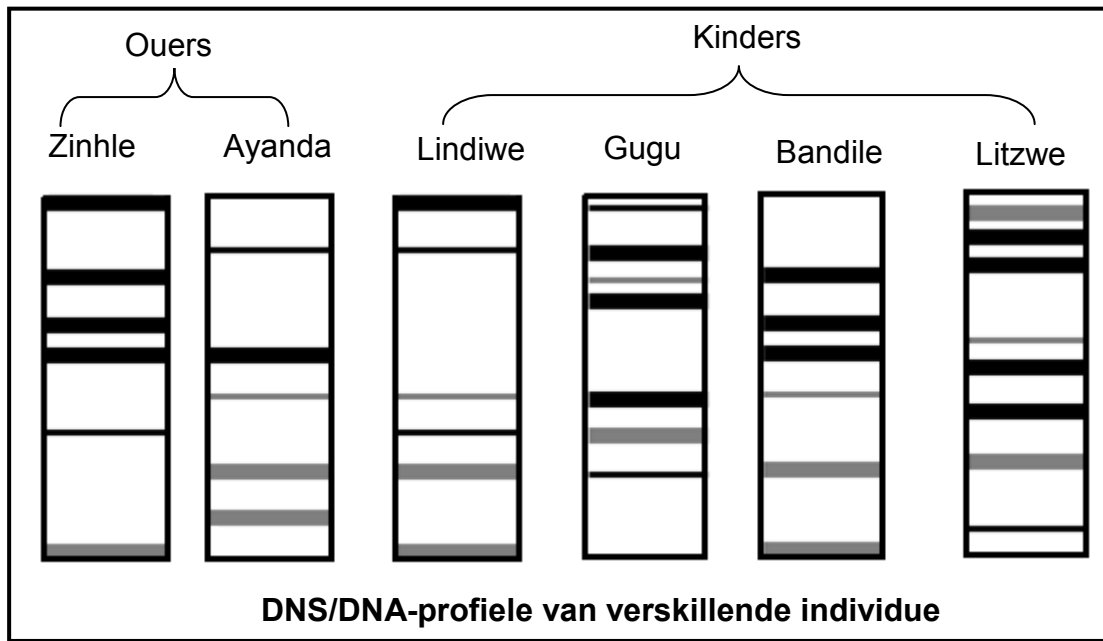 Ouers
Kinders
Zinhle Ayanda Lindiwe Gugu Bandile Litzwe
DNS/DNA-profiele van verskillende individue